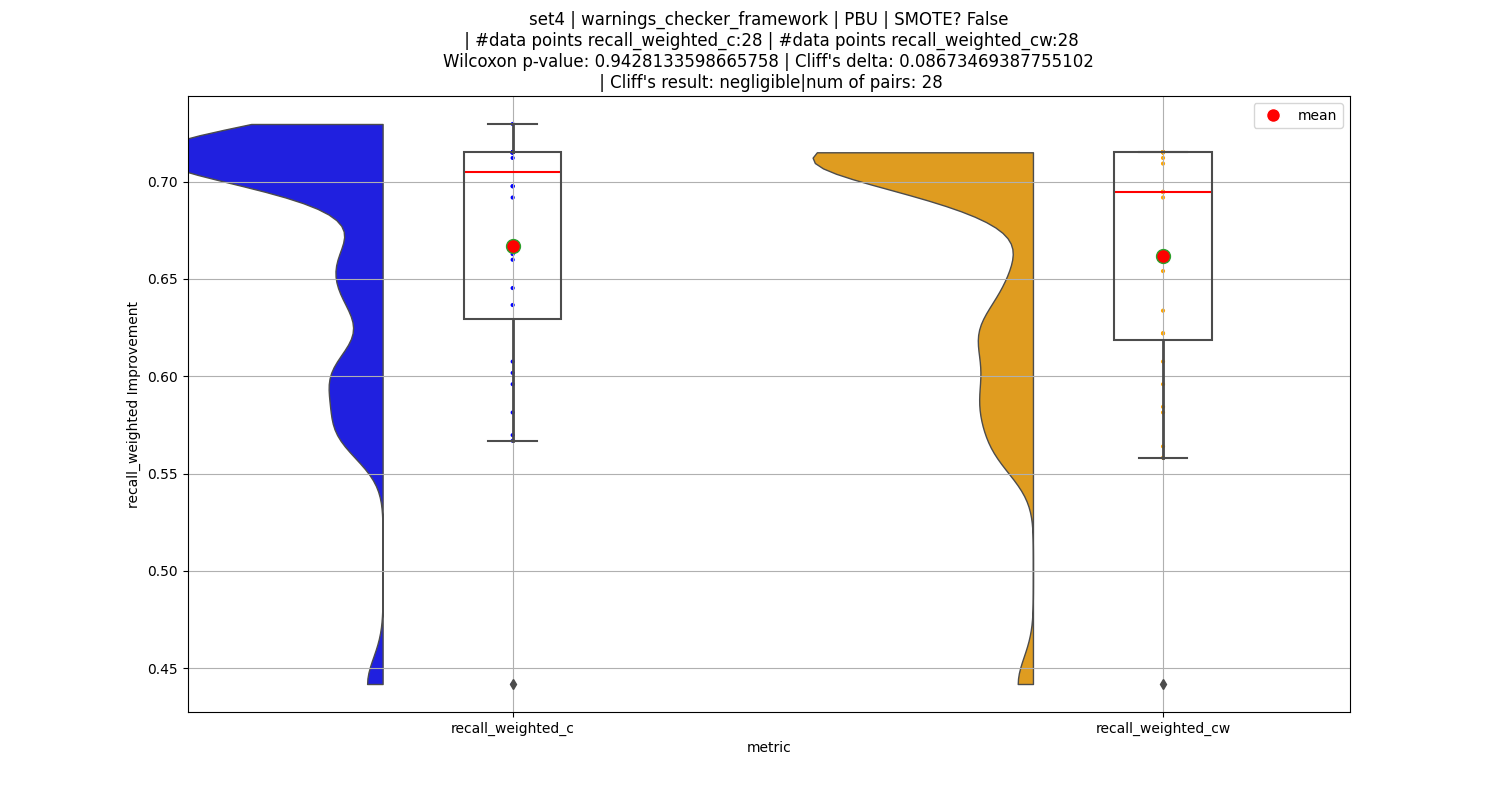 set4 | warnings_checker_framework | PBU | SMOTE? False
| #data points recall_weighted_c:28 | #data points recall_weighted_cw:28
Wilcoxon p-value: 0.9428133598665758 | Cliff's delta: 0.08673469387755102
| Cliff's result: negligible|num of pairs: 28
mean
0.70
0.65
0.60
0.55
0.50
0.45
recall_weighted Improvement
recall_weighted_c
recall_weighted_cw
metric